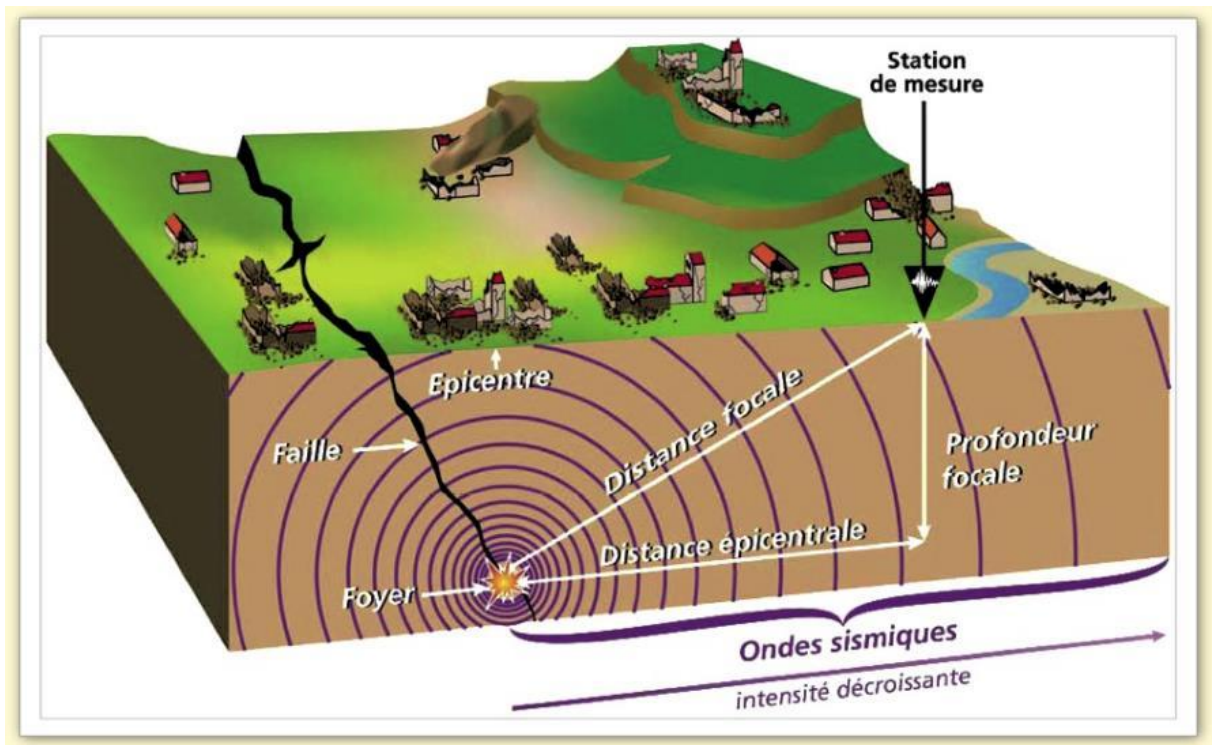 Station
de mesure
Epicentre
Distance focale
Faille
Profondeur
focale
Distance épicentrale
Foyer
Ondes sismiques
intensité décroissante